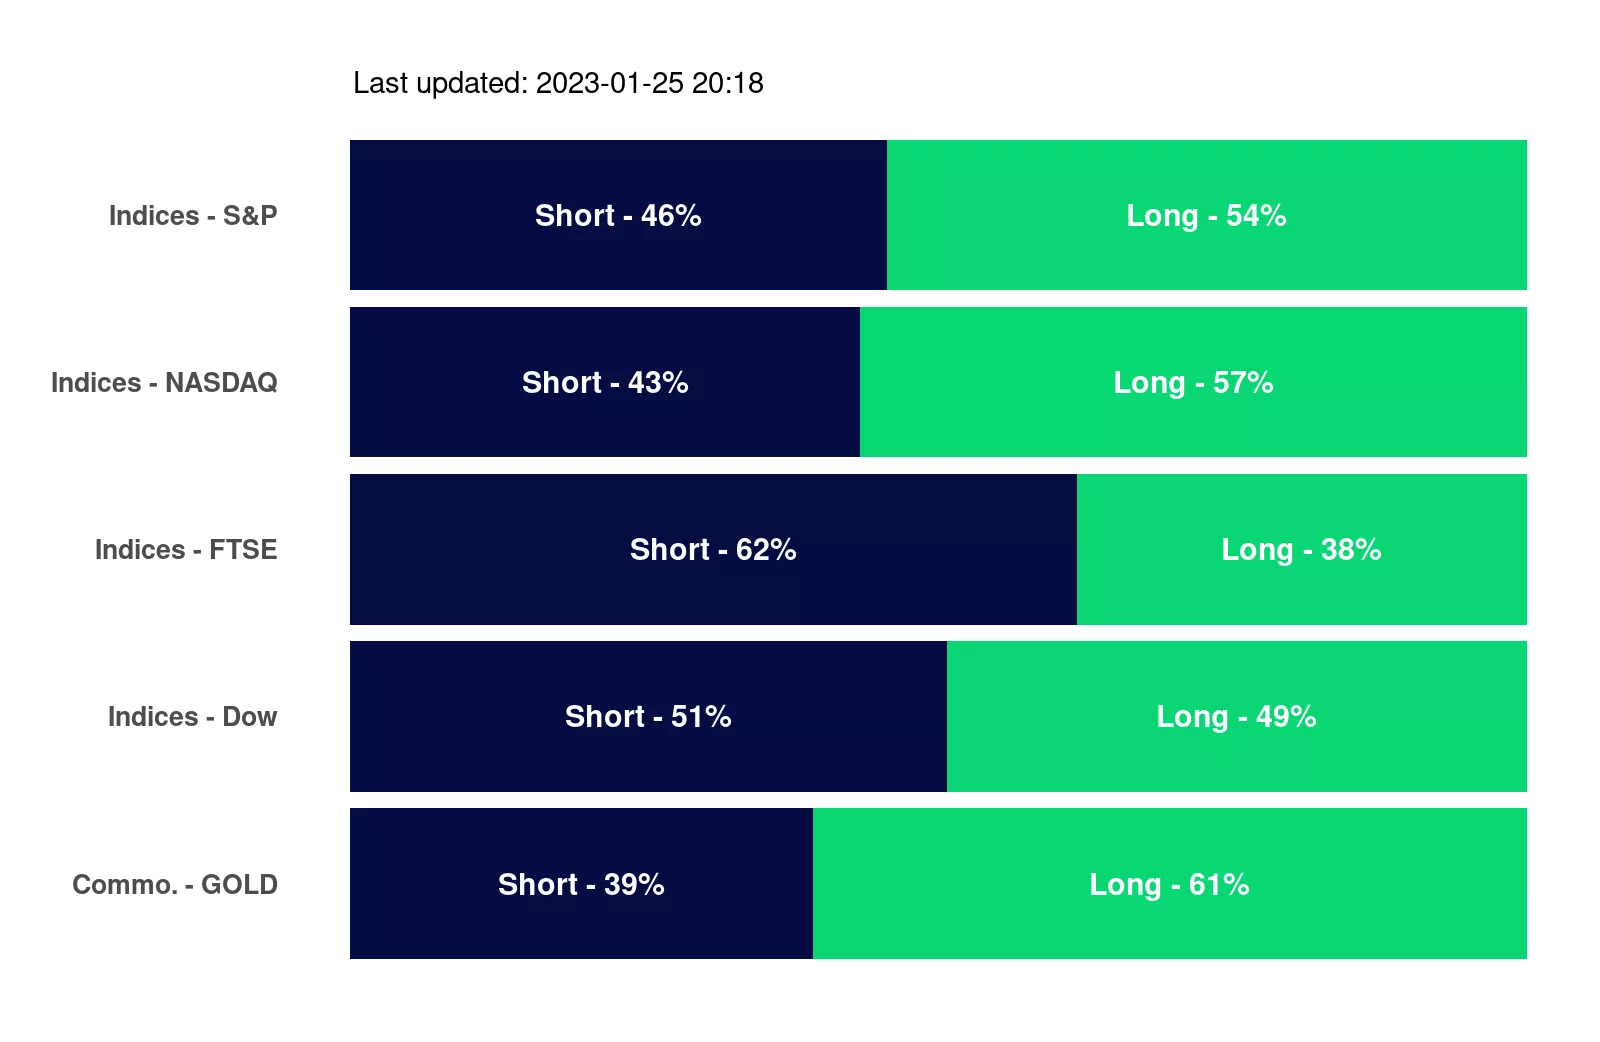 Last updated: 2023-01-25 20:18
Indices - S&P Short - 46% Long - 54%
Indices - NASDAQ Short - 43% Long - 57%
Indices - FTSE Short - 62% Long - 38%
Indices - Dow Short - 51% Long - 49%
Commo. - GOLD Short - 39% Long - 61%